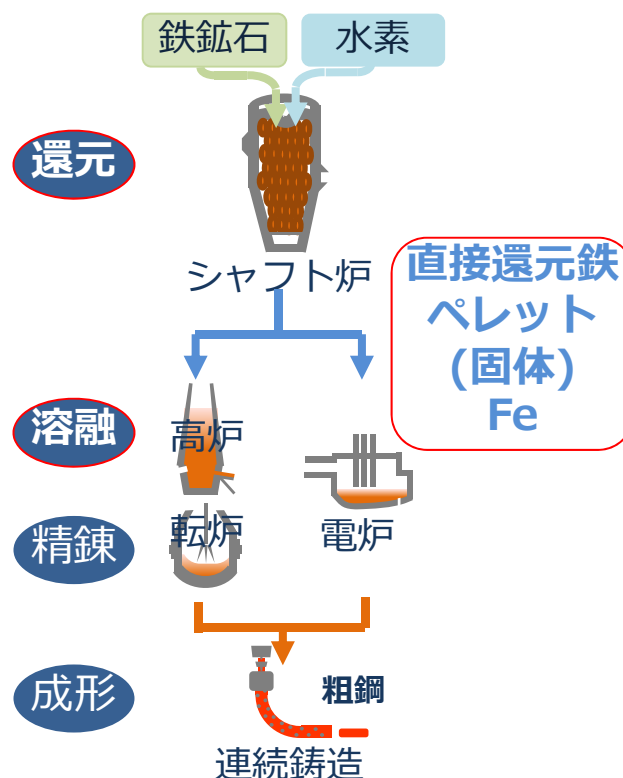 鉄鉱石
水素
還元
シャフト炉
直接還元鉄
ペレット
(固体)
Fe
溶融
高炉
精錬
転炉
電炉
成形
粗鋼
連続鋳造